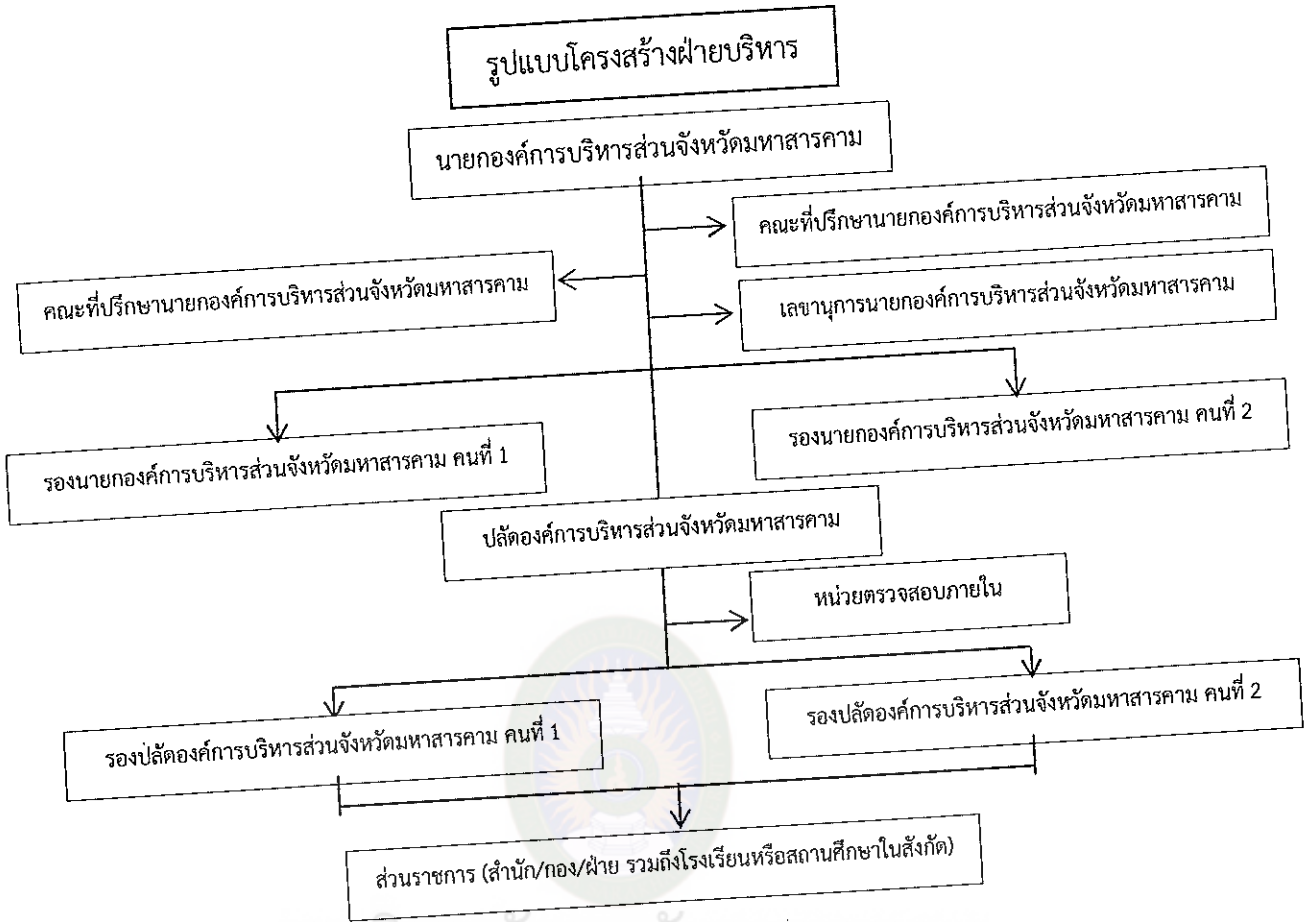 รูปแบบโครงสร้างฝ่ายบริหาร
นายกองค์การบริหารส่วนจังหวัดมหาสารคาม
คณะที่ปรึกษานายกองค์การบริหารส่วนจังหวัดมหาสารคาม
คณะที่ปรึกษานายกองค์การบริหารส่วนจังหวัดมหาสารคาม
เลขานุการนายกองค์การบริหารส่วนจังหวัดมหาสารคาม
รองนายกองค์การบริหารส่วนจังหวัดมหาสารคาม คนที่ 1
รองนายกองค์การบริหารส่วนจังหวัดมหาสารคาม คนที่ 2
ปลัดองค์การบริหารส่วนจังหวัดมหาสารคาม
หน่วยตรวจสอบภายใน
รองปลัดองค์การบริหารส่วนจังหวัดมหาสารคาม คนที่ 1
รองปลัดองค์การบริหารส่วนจังหวัดมหาสารคาม คนที่ 2
ส่วนราชการ (สำนัก/กอง/ฝ่าย รวมถึงโรงเรียนหรือสถานศึกษาในสังกัด)